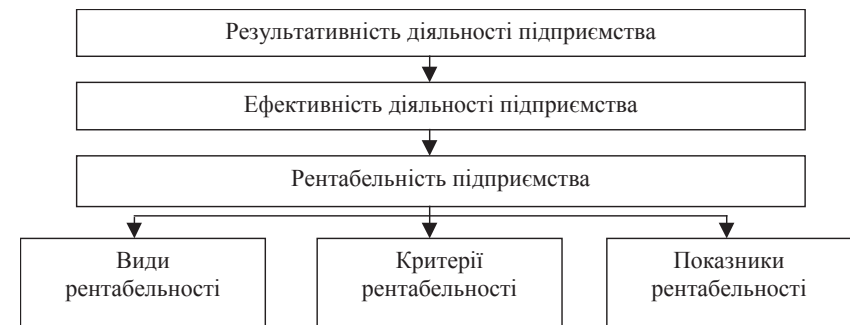 Результативність діяльності підприємства
Ефективність діяльності підприємства
Рентабельність підприємства
Види
рентабельності
Критерії
рентабельності
Показники
рентабельності